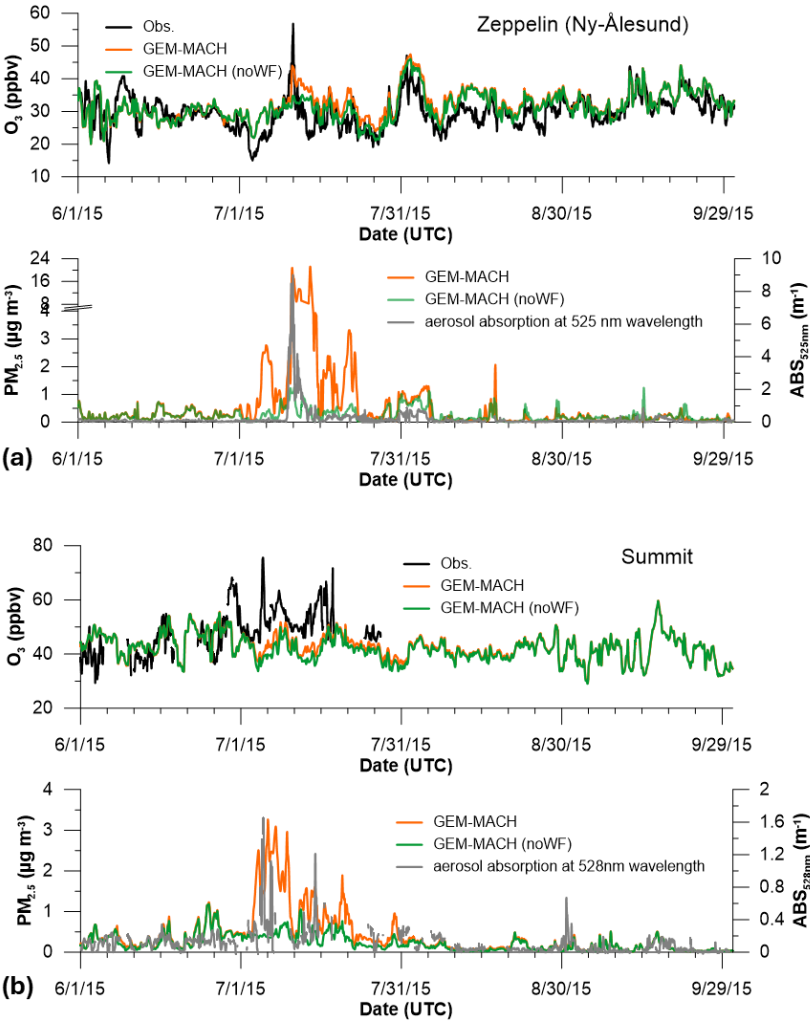 Zeppelin (Ny-Ålesund)
Obs.
GEM-MACH
GEM-MACH (noWF)
O3 (ppbv)
60
50
40
30
20
10
6/1/15 7/1/15 7/31/15 8/30/15 9/29/15
Date (UTC)
GEM-MACH
GEM-MACH (noWF)
aerosol absorption at 525 nm wavelength
PM2.5 (µg m-3)
24
16
8
4
3
2
1
0
ABS525nm (m-1)
10
8
6
4
2
0
(a)
6/1/15 7/1/15 7/31/15 8/30/15 9/29/15
Date (UTC)
Summit
Obs.
GEM-MACH
GEM-MACH (noWF)
O3 (ppbv)
80
60
40
20
6/1/15 7/1/15 7/31/15 8/30/15 9/29/15
Date (UTC)
GEM-MACH
GEM-MACH (noWF)
aerosol absorption at 528nm wavelength
PM2.5 (µg m-3)
4
3
2
1
0
ABS528nm (m-1)
2
1.6
1.2
0.8
0.4
0
(b)
6/1/15 7/1/15 7/31/15 8/30/15 9/29/15
Date (UTC)